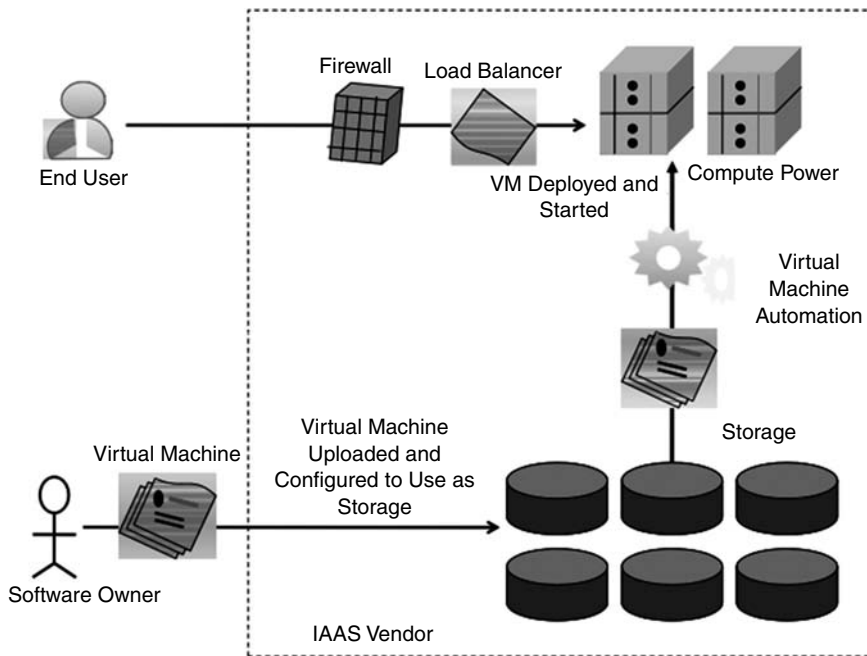 Firewall
Load Balancer
End User
VM Deployed and
Started
Compute Power
Virtual
Machine
Automation
Storage
Virtual Machine
Virtual Machine
Uploaded and
Configured to Use as
Storage
Software Owner
IAAS Vendor